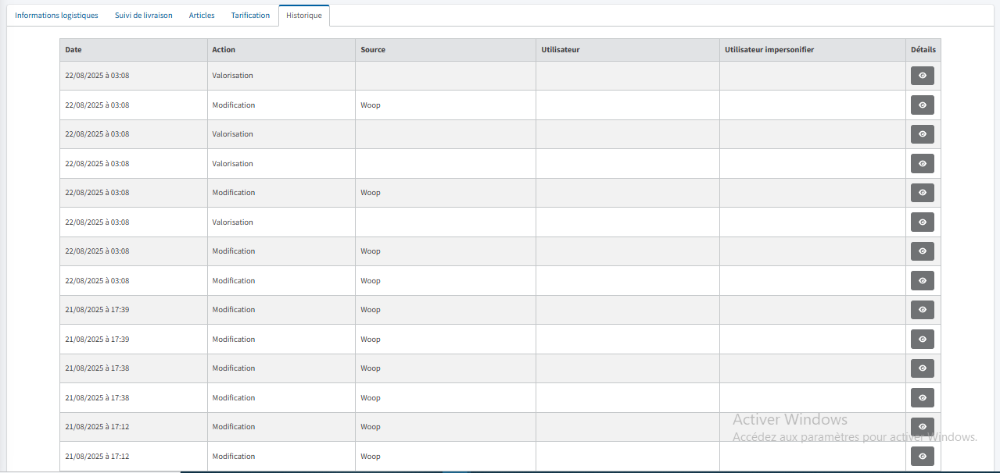 Informations logistiques Suivi de livraison Articles Tarification Historique
Date Action Source Utilisateur Utilisateur impersonifier Détails
22/08/2025 à 03:08 Valorisation
22/08/2025 à 03:08 Modification Woop
22/08/2025 à 03:08 Valorisation
22/08/2025 à 03:08 Valorisation
22/08/2025 à 03:08 Modification Woop
22/08/2025 à 03:08 Valorisation
22/08/2025 à 03:08 Modification Woop
22/08/2025 à 03:08 Modification Woop
21/08/2025 à 17:39 Modification Woop
21/08/2025 à 17:39 Modification Woop
21/08/2025 à 17:38 Modification Woop
21/08/2025 à 17:38 Modification Woop
Activer Windows
21/08/2025 à 17:12 Modification Woop
Accédez aux paramètres pour activer Windows.
21/08/2025 à 17:12 Modification Woop